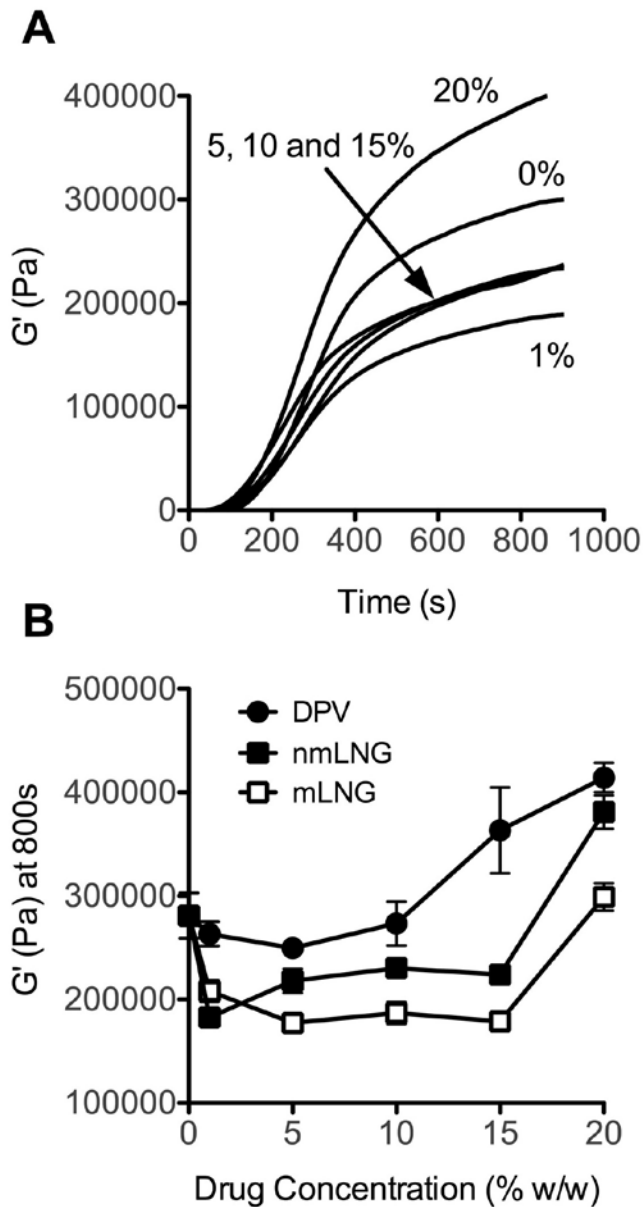 A
400000
300000
200000
100000
0
G' (Pa)
20%
5, 10 and 15%
0%
1%
0 200 400 600 800 1000
Time (s)
B
500000
400000
300000
200000
100000
G' (Pa) at 800s
DPV
nmLNG
mLNG
0 5 10 15 20
Drug Concentration (% w/w)